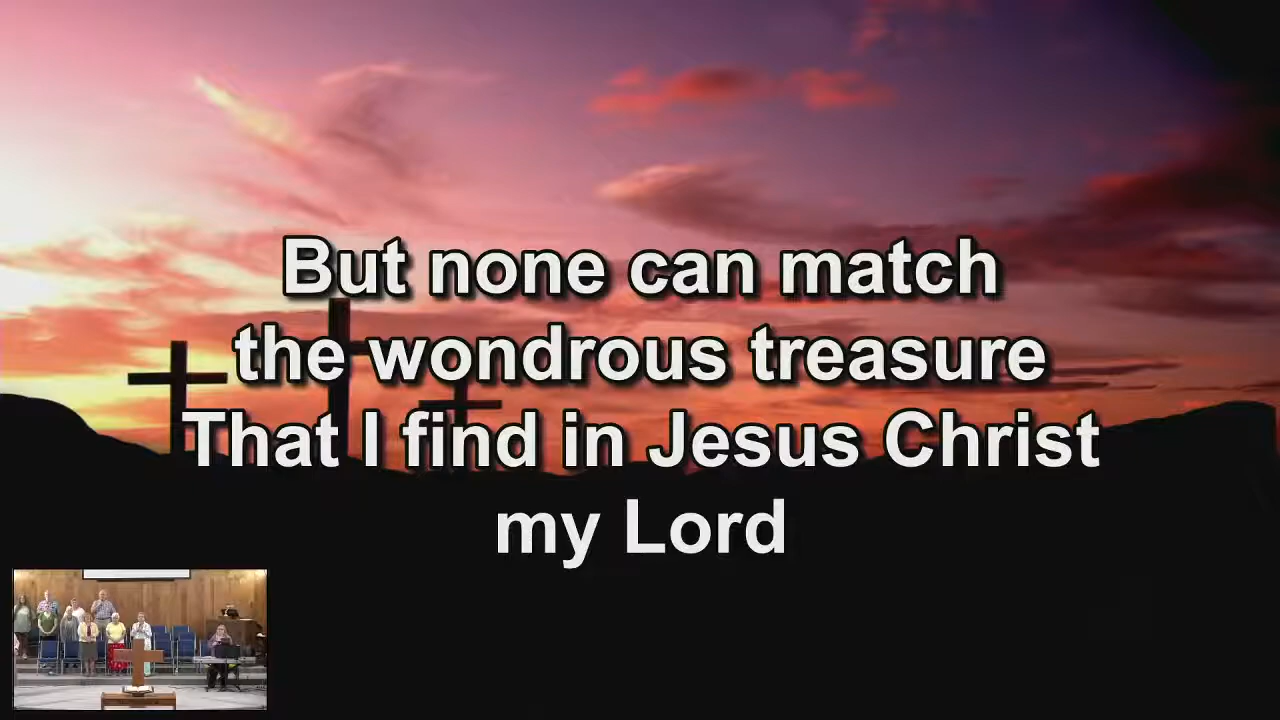 But none can match
the wondrous treasure
That I find in Jesus Christ
my Lord